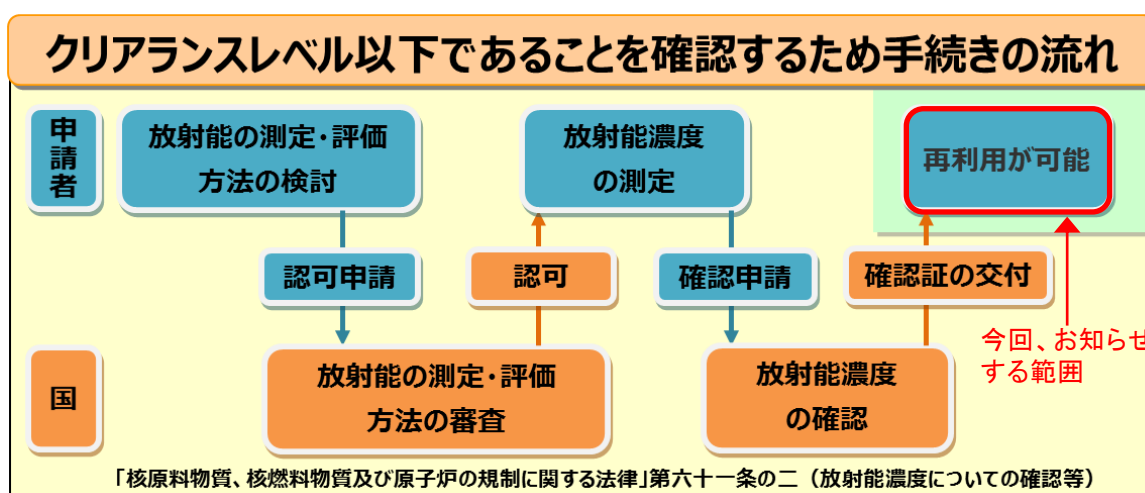 クリアランスレベル以下であることを確認するため手続きの流れ
申請者
放射能の測定・評価
方法の検討
放射能濃度
の測定
再利用が可能
認可申請
認可
確認申請
確認証の交付
今回、お知らせ
する範囲
国
放射能の測定・評価
方法の審査
放射能濃度
の確認
「核原料物質、核燃料物質及び原子炉の規制に関する法律」第六十一条の二（放射能濃度についての確認等）